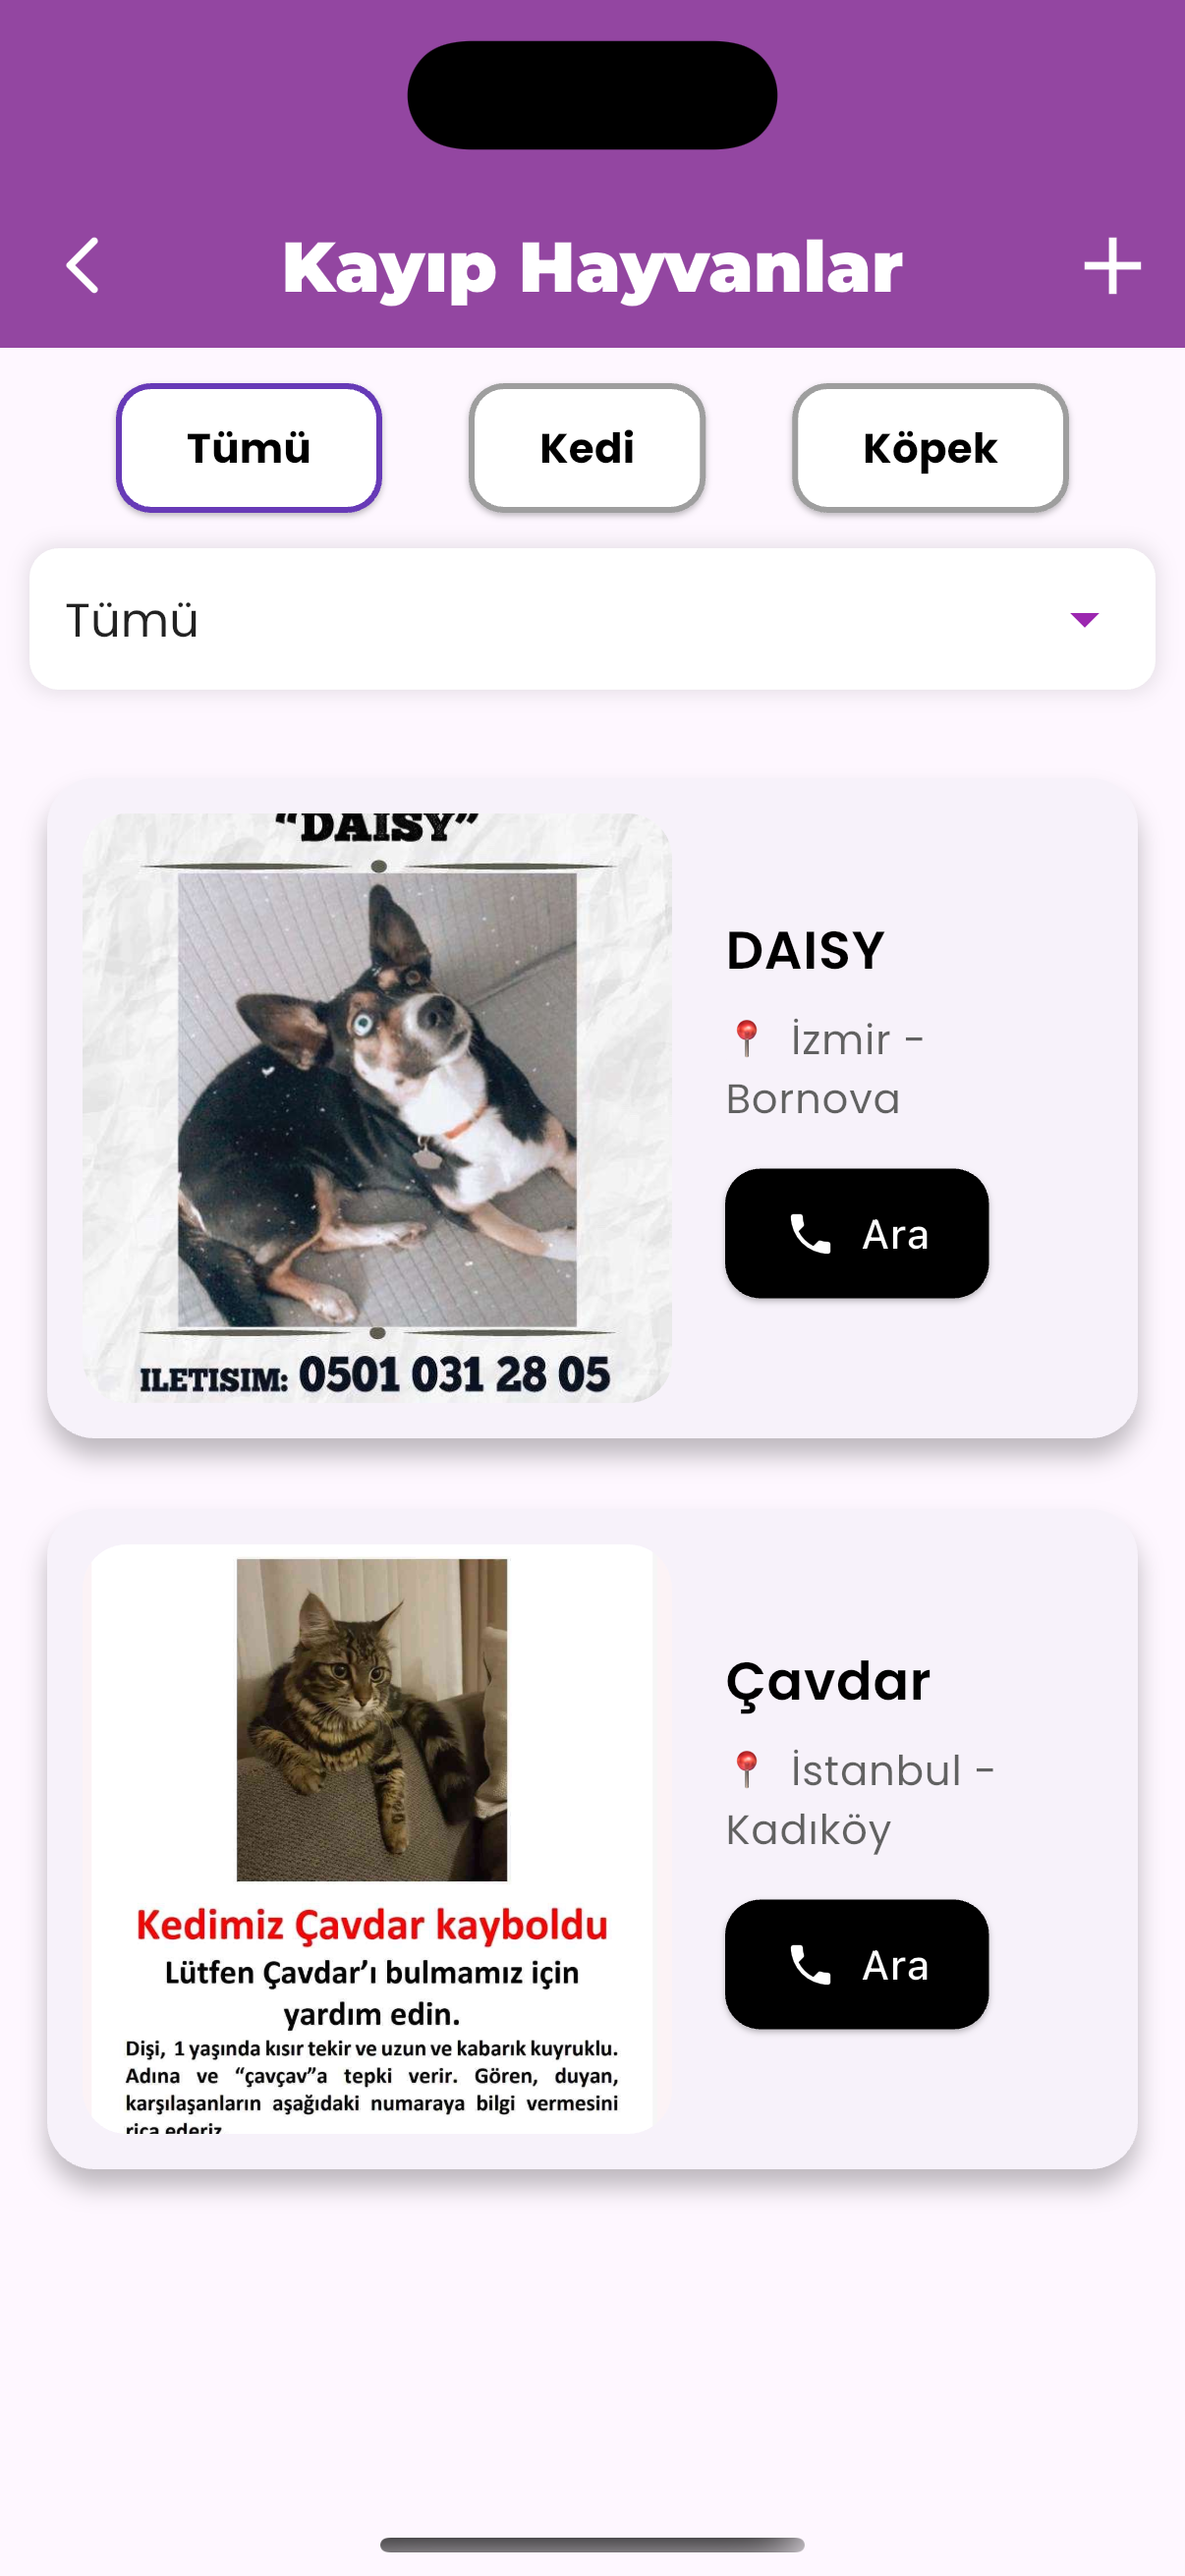 Kayıp Hayvanlar
Tümü
Kedi
Köpek
Tümü
“DAISY”
ILETISIM: 0501 031 28 05
DAISY
📍 İzmir -
Bornova
Ara
Kedimiz Çavdar kayboldu
Lütfen Çavdar’ı bulmamız için
yardım edin.
Dişi, 1 yaşında kısır tekir ve uzun ve kabarık kuyruklu.
Adına ve “çavçav”a tepki verir. Gören, duyan,
karşılaşanların aşağıdaki numaraya bilgi vermesini
rica ederiz
Çavdar
📍 İstanbul -
Kadıköy
Ara